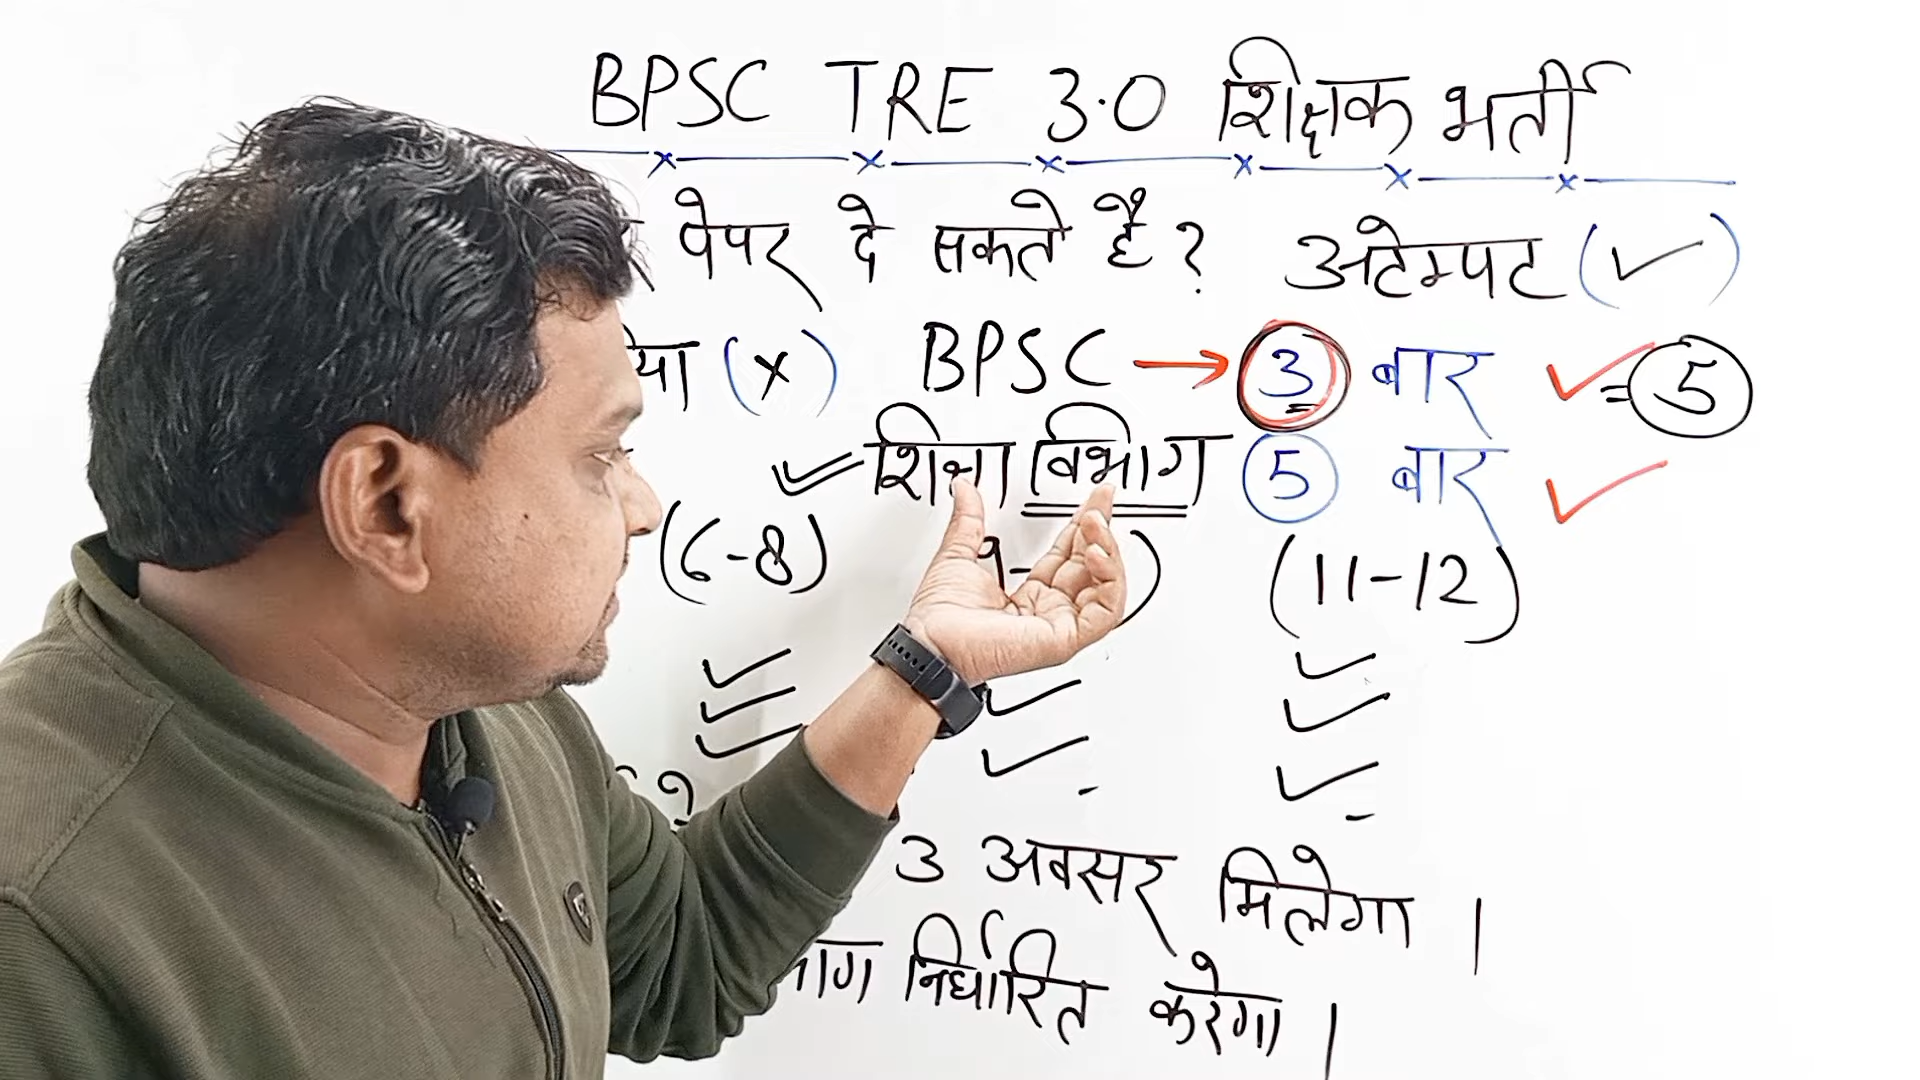 BPSC TRE 3.0 शिक्षक भर्ती
पेपर दे सकते है? अटेम्पट (✓)
(x) BPSC → 3 बार ✓ = 5
✓ शिक्षा विभाग 5 बार ✓
(6-8) (11-12)
3 अवसर मिलेगा ।
निर्धारित करेगा ।